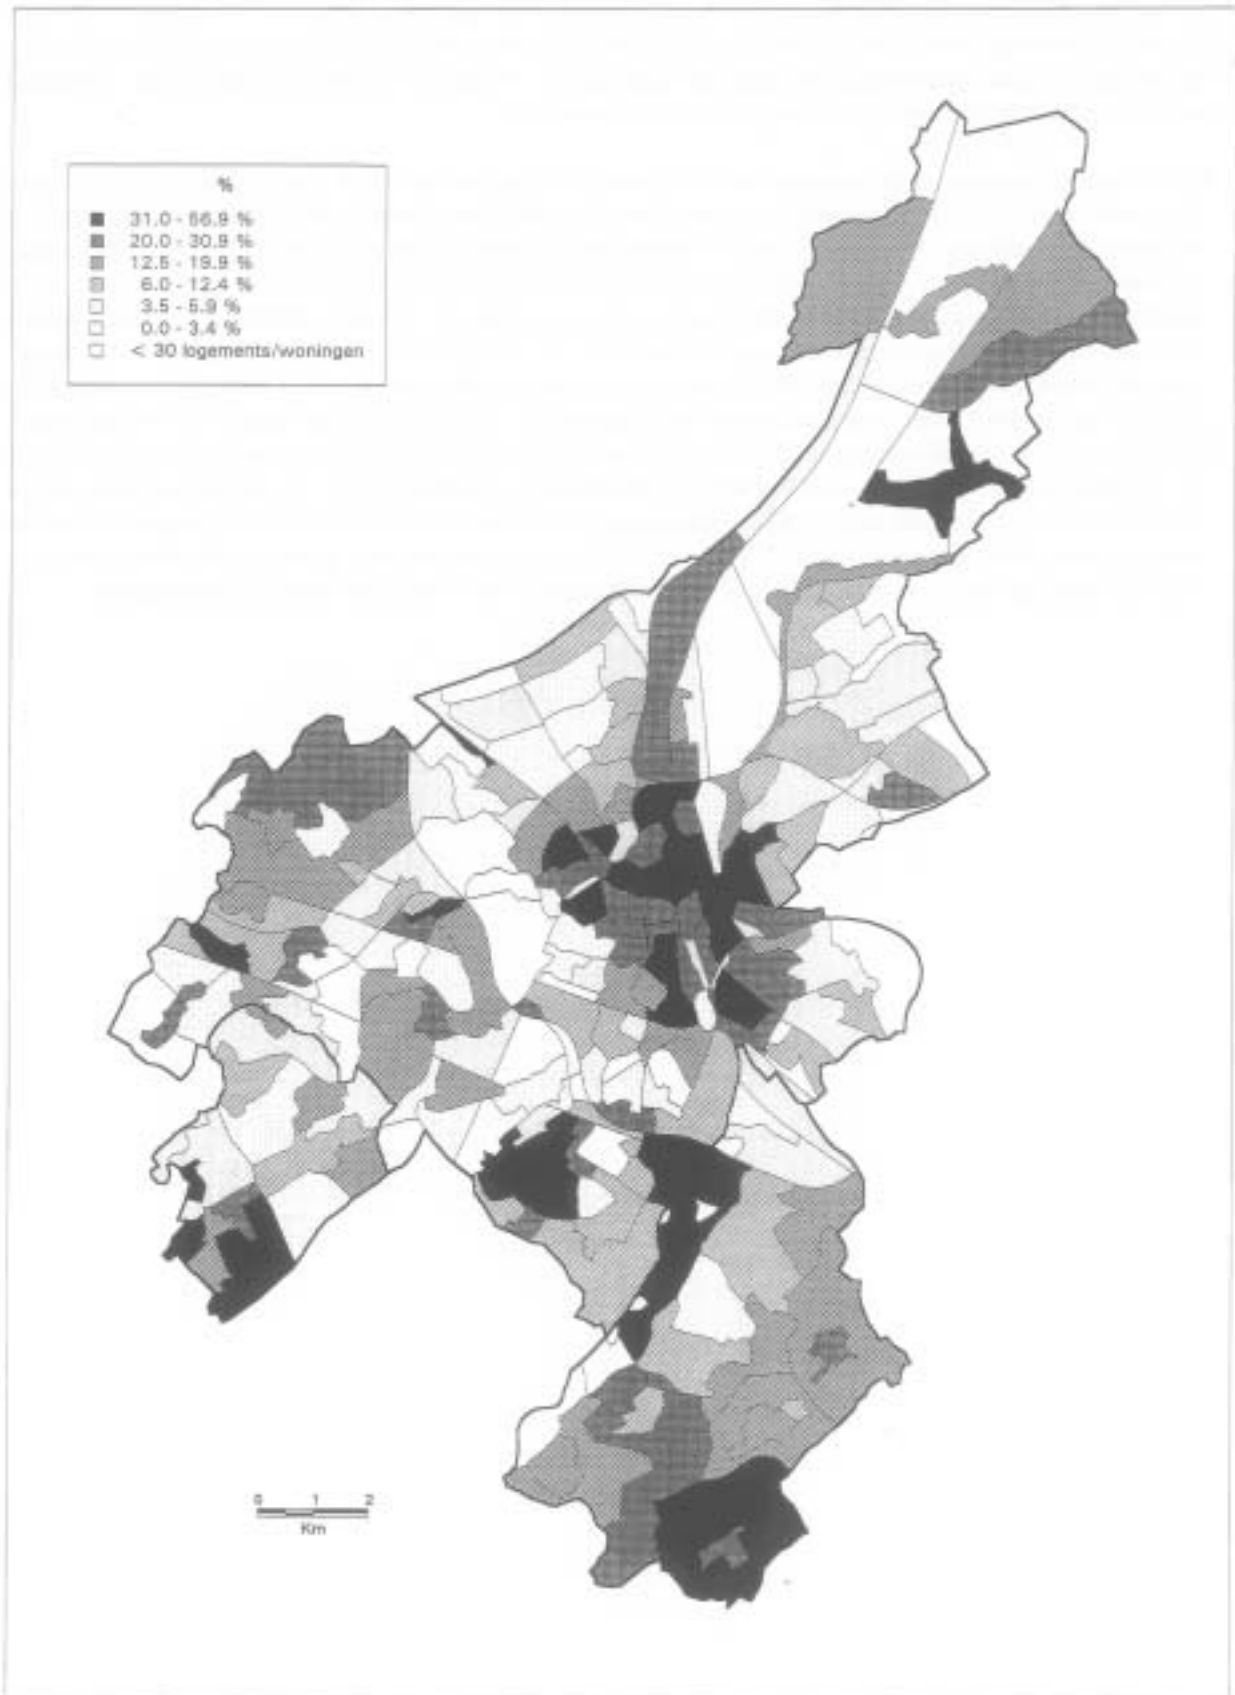 %
31.0 - 56.9 %
20.0 - 30.9 %
12.5 - 19.9 %
6.0 - 12.4 %
3.5 - 5.9 %
0.0 - 3.4 %
< 30 logements/woningen
0 1 2
Km